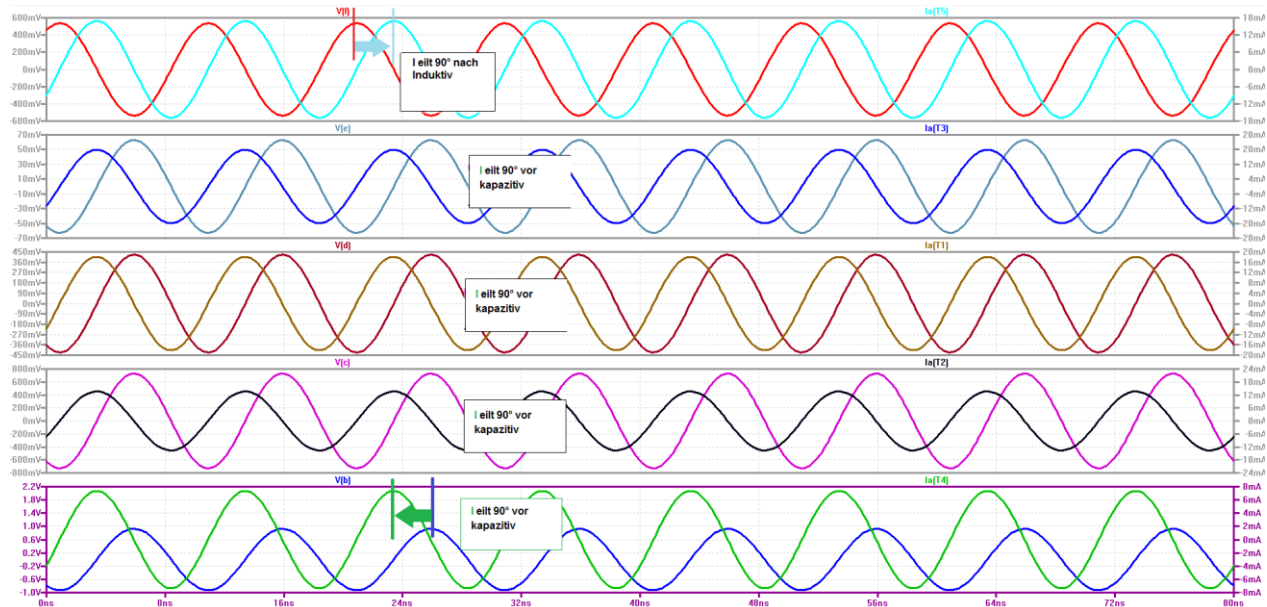 V(f) Ia(T5)
600mV 18mA
400mV 12mA
200mV 6mA
0mV 0mA
-200mV -6mA
-400mV -12mA
-600mV -18mA
I eilt 90° nach
Induktiv
V(e) Ia(T3)
70mV 28mA
50mV 20mA
30mV 12mA
10mV 4mA
-10mV -4mA
-30mV -12mA
-50mV -20mA
-70mV -28mA
I eilt 90° vor
kapazitiv
V(d) Ia(T1)
450mV 20mA
360mV 16mA
270mV 12mA
180mV 8mA
90mV 4mA
0mV 0mA
-90mV -4mA
-180mV -8mA
-270mV -12mA
-360mV -16mA
-450mV -20mA
I eilt 90° vor
kapazitiv
V(c) Ia(T2)
800mV 24mA
600mV 18mA
400mV 12mA
200mV 6mA
0mV 0mA
-200mV -6mA
-400mV -12mA
-600mV -18mA
-800mV -24mA
I eilt 90° vor
kapazitiv
V(b) Ia(T4)
2.2V 8mA
1.8V 6mA
1.4V 4mA
1.0V 2mA
0.6V 0mA
0.2V -2mA
-0.2V -4mA
-0.6V -6mA
-1.0V -8mA
I eilt 90° vor
kapazitiv
0ns 8ns 16ns 24ns 32ns 40ns 48ns 56ns 64ns 72ns 80ns